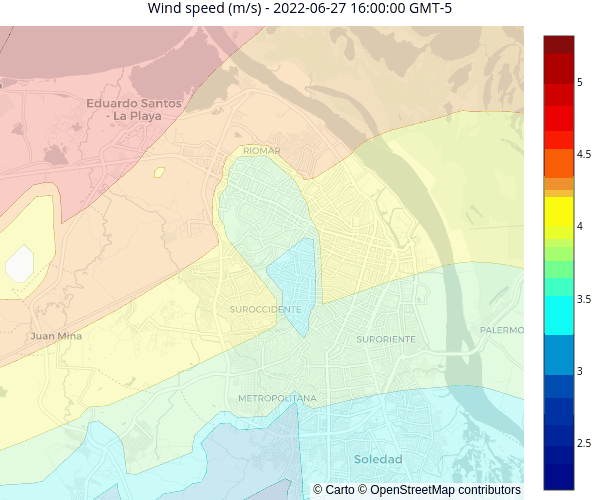 Wind speed (m/s) - 2022-06-27 16:00:00 GMT-5
Eduardo Santos
- La Playa
RIOMAR
SUROCCIDENTE
Juan Mina
SURORIENTE
PALERMO
METROPOLITANA
Soledad
© Carto © OpenStreetMap contributors
5
4.5
4
3.5
3
2.5